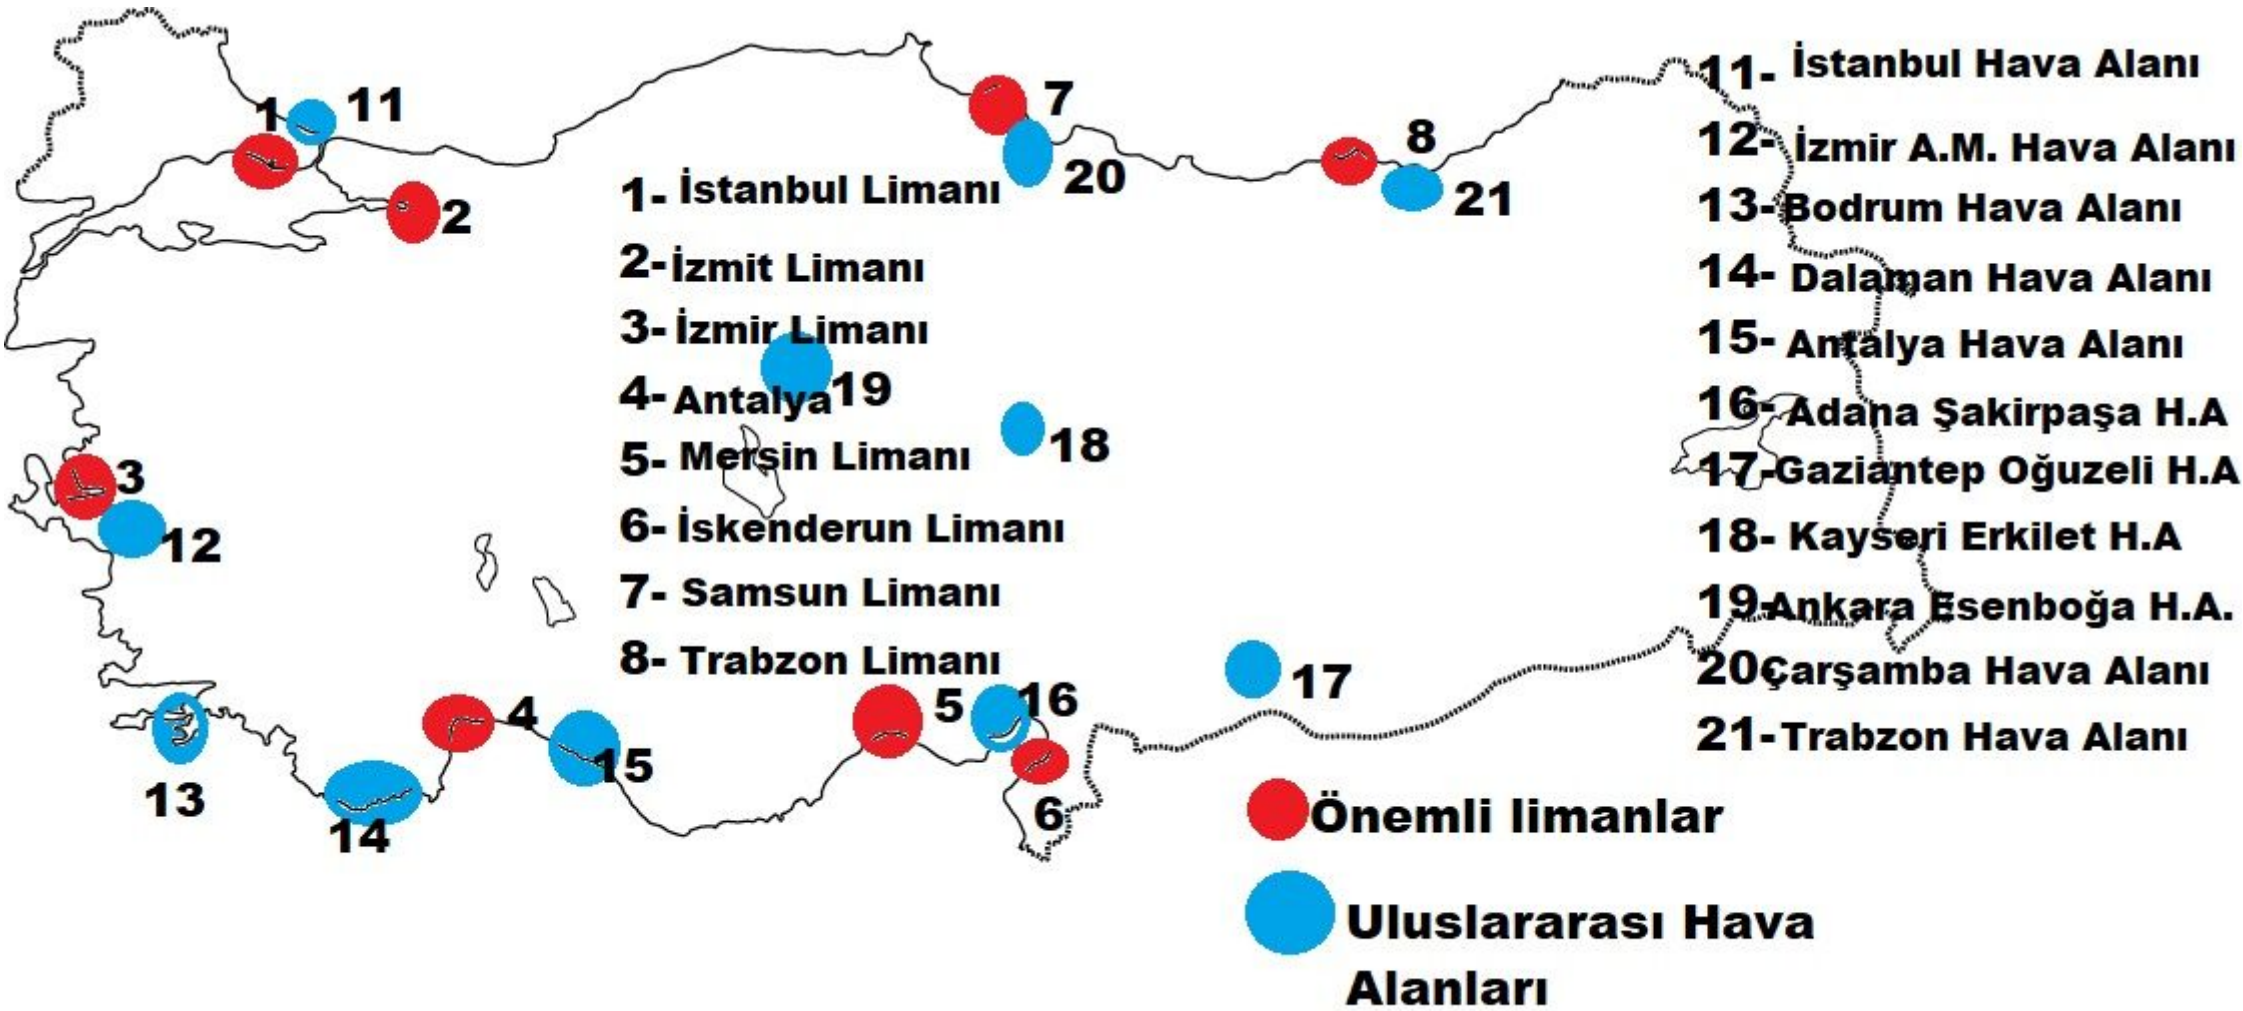 1
11
2
3
12
13
14
4
15
5
16
6
17
18
19
7
20
8
21
1- İstanbul Limanı
2- İzmit Limanı
3- İzmir Limanı
4- Antalya
5- Mersin Limanı
6- İskenderun Limanı
7- Samsun Limanı
8- Trabzon Limanı
11- İstanbul Hava Alanı
12- İzmir A.M. Hava Alanı
13- Bodrum Hava Alanı
14- Dalaman Hava Alanı
15- Antalya Hava Alanı
16- Adana Şakirpaşa H.A
17- Gaziantep Oğuzeli H.A
18- Kayseri Erkilet H.A
19- Ankara Esenboğa H.A.
20 Çarşamba Hava Alanı
21- Trabzon Hava Alanı
Önemli limanlar
Uluslararası Hava
Alanları